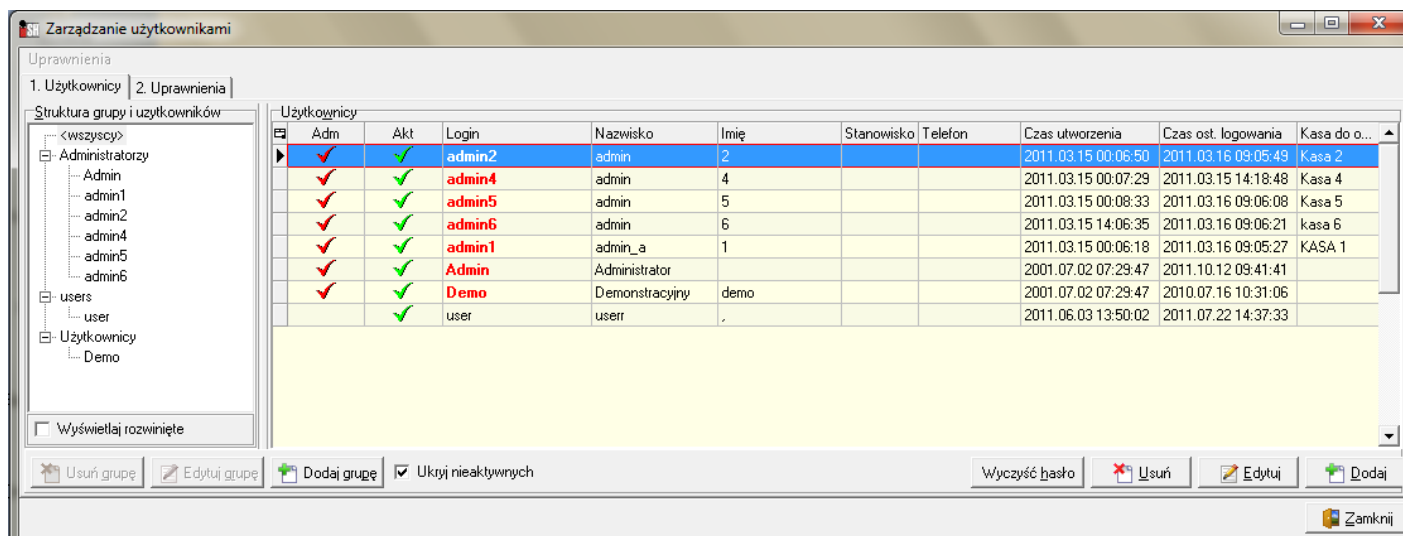 Zarządzanie użytkownikami
Uprawnienia
1. Użytkownicy 2. Uprawnienia
Struktura grupy i uzytkowników
<wszyscy>
Administratorzy
Admin
admin1
admin2
admin4
admin5
admin6
users
user
Użytkownicy
Demo
Wyświetlaj rozwinięte
Użytkownicy
Adm Akt Login Nazwisko Imię Stanowisko Telefon Czas utworzenia Czas ost. logowania Kasa do o...
admin2 admin 2 2011.03.15 00:06:50 2011.03.16 09:05:49 Kasa 2
admin4 admin 4 2011.03.15 00:07:29 2011.03.15 14:18:48 Kasa 4
admin5 admin 5 2011.03.15 00:08:33 2011.03.16 09:06:08 Kasa 5
admin6 admin 6 2011.03.15 14:06:35 2011.03.16 09:06:21 kasa 6
admin1 admin_a 1 2011.03.15 00:06:18 2011.03.16 09:05:27 KASA 1
Admin Administrator 2001.07.02 07:29:47 2011.10.12 09:41:41
Demo Demonstracyjny demo 2001.07.02 07:29:47 2010.07.16 10:31:06
user userr , 2011.06.03 13:50:02 2011.07.22 14:37:33
Usuń grupę Edytuj grupę Dodaj grupę Ukryj nieaktywnych Wyczyść hasło Usuń Edytuj Dodaj
Zamknij